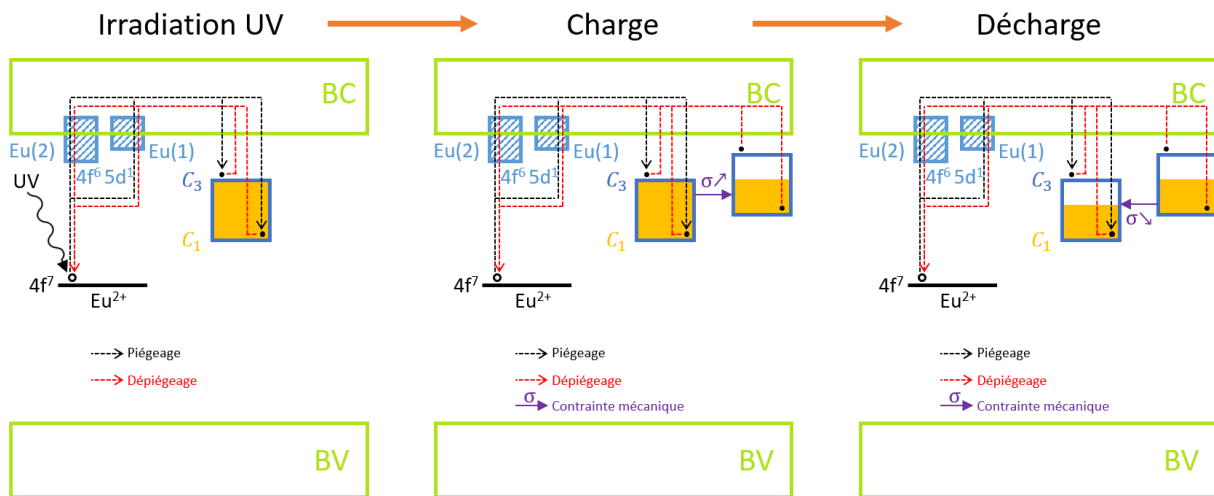 Irradiation UV
Charge
Décharge
BC
Eu(2)
Eu(1)
4f⁶ 5d¹
UV
C₃
C₁
4f⁷
Eu²⁺
Piégeage
Dépiégeage
BV
BC
Eu(2)
Eu(1)
4f⁶ 5d¹
C₃
σ↗
C₁
4f⁷
Eu²⁺
Piégeage
Dépiégeage
σ Contrainte mécanique
BV
BC
Eu(2)
Eu(1)
4f⁶ 5d¹
C₃
σ↘
C₁
4f⁷
Eu²⁺
Piégeage
Dépiégeage
σ Contrainte mécanique
BV